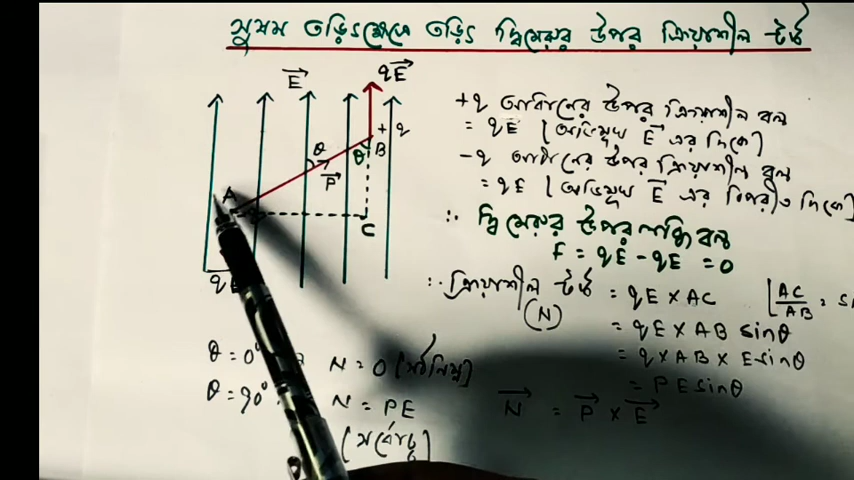 সুষম তড়িৎক্ষেত্রে তড়িৎ দ্বিমেরুর উপর ক্রিয়াশীল টর্ক
E⃗
qE⃗
+ q
θ
θ
B
P⃗
A
C
q
+q আধানের উপর ক্রিয়াশীল বল
= qE [অভিমুখ E⃗ এর দিকে]
-q আধানের উপর ক্রিয়াশীল বল
= qE [অভিমুখ E⃗ এর বিপরীত দিকে]
∴ দ্বিমেরুর উপর লব্ধি বল
F = qE - qE = 0
∴ ক্রিয়াশীল টর্ক = qE × AC [AC/AB = S
(N)
= qE × AB sinθ
= q × AB × E sinθ
= PE sinθ
N⃗ = P⃗ × E⃗
θ = 0° N = 0 (সর্বনিম্ন)
θ = 90° N = PE
(সর্বোচ্চ)